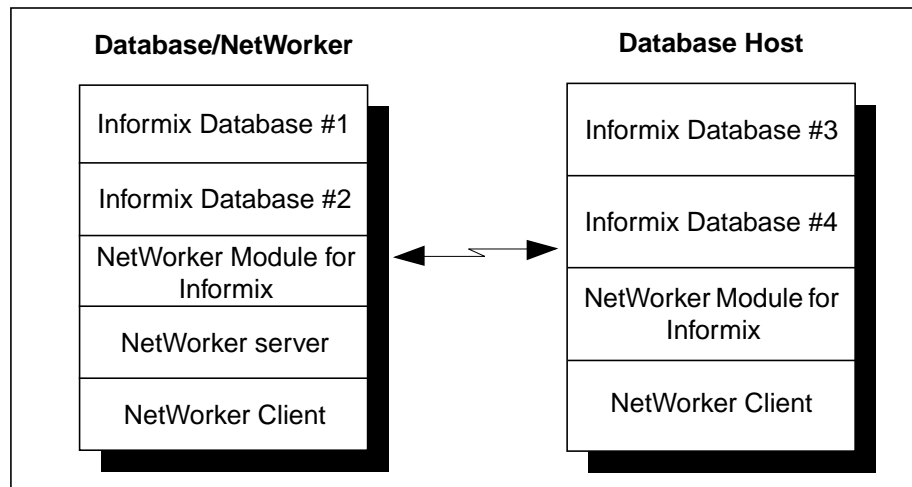 Database/NetWorker
Informix Database #1
Informix Database #2
NetWorker Module for
Informix
NetWorker server
NetWorker Client
Database Host
Informix Database #3
Informix Database #4
NetWorker Module for
Informix
NetWorker Client